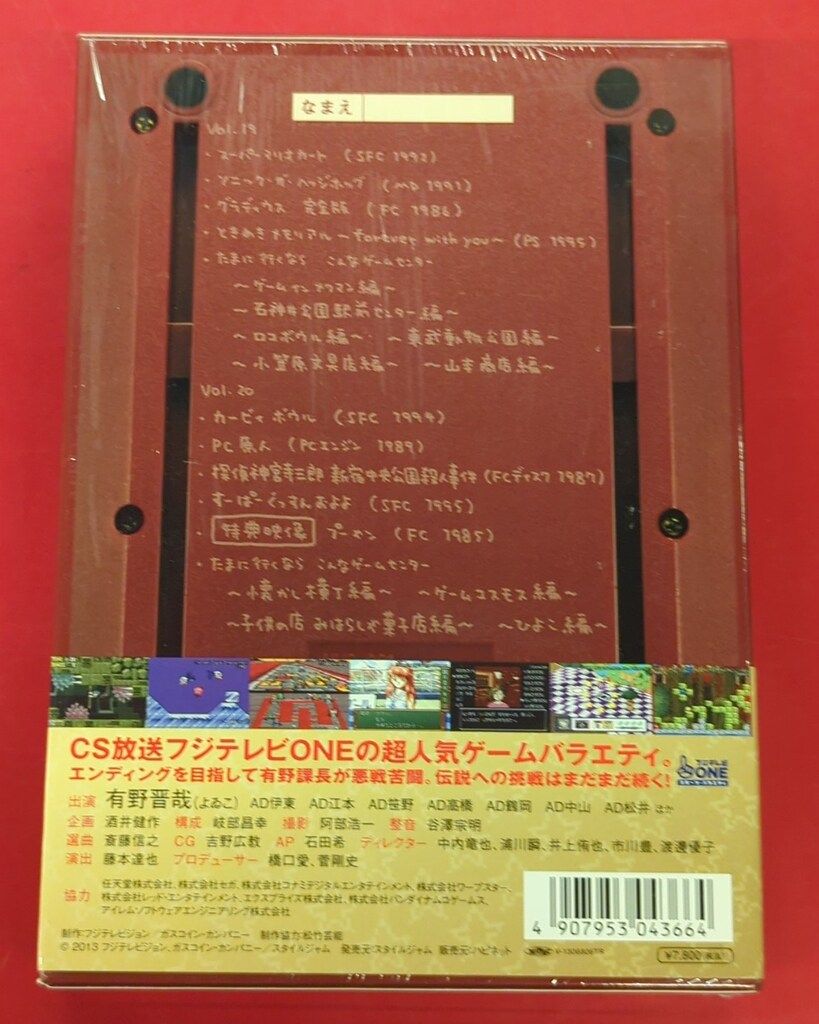 なまえ
Vol. 19
・スーパーマリオカート (SFC 1992)
・ソニック・ザ・ヘッジホッグ (MD 1991)
・グラディウス 完全版 (FC 1986)
・ときめきメモリアル〜forever with you〜 (PS 1995)
・たまに行くなら こんなゲームセンター
〜ゲームインナワマン編〜
〜石神井公園駅前センター編〜
〜ロコボウル編〜 〜東武動物公園編〜
〜小笠原文具店編〜 〜山本商店編〜
Vol. 20
・カービィボウル (SFC 1994)
・PC原人 (PCエンジン 1989)
・探偵神宮寺三郎 新宿中央公園殺人事件 (FCディスク 1987)
・すーぱーぐっすんおよよ (SFC 1995)
・特典映像 プーヤン (FC 1985)
・たまに行くなら こんなゲームセンター
〜懐かし横丁編〜 〜ゲームコスモス編〜
〜子供の店 みはらしや菓子店編〜 〜ひよこ編〜
CS放送フジテレビONEの超人気ゲームバラエティ。
エンディングを目指して有野課長が悪戦苦闘。伝説への挑戦はまだまだ続く!
フジテレビ ONE
出演 有野晋哉(よゐこ) AD伊東 AD江本 AD笹野 AD高橋 AD鶴岡 AD中山 AD松井 ほか
企画 酒井健作 構成 岐部昌幸 撮影 阿部浩一 整音 谷澤宗明
選曲 斎藤信之 CG 吉野広教 AP 石田希 ディレクター 中内竜也、浦川瞬、井上侑也、市川豊、渡邊優子
演出 藤本達也 プロデューサー 橋口愛、菅剛史
協力 任天堂株式会社、株式会社セガ、株式会社コナミデジタルエンタテインメント、株式会社ワープスター、
株式会社レッド・エンタテインメント、エクスプライズ株式会社、株式会社バンダイナムコゲームス、
アイレムソフトウェアエンジニアリング株式会社
制作:フジテレビジョン/ガスコイン・カンパニー 制作協力:松竹芸能
© 2013 フジテレビジョン、ガスコイン・カンパニー/スタイルジャム 発売元:スタイルジャム 販売元:ハピネット
4 907953 043664
¥7,800(税込)